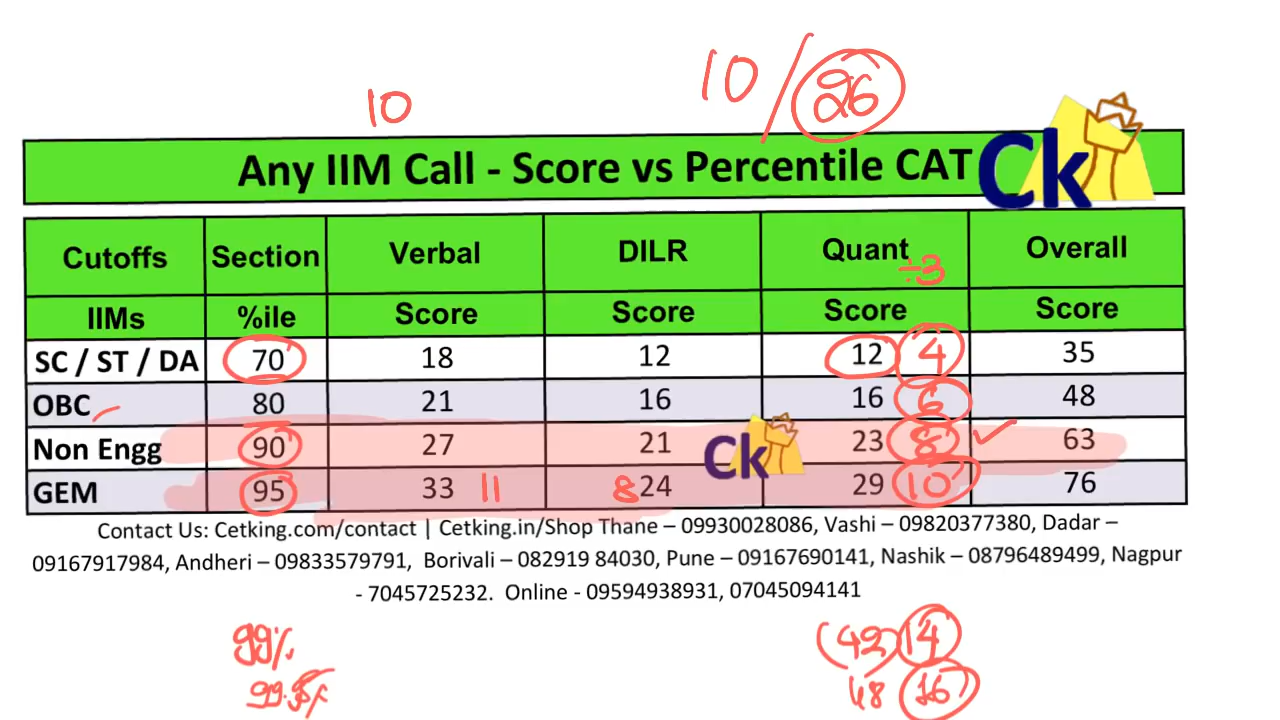 10 10/26
Any IIM Call - Score vs Percentile CAT Ck
Cutoffs Section Verbal DILR Quant ÷3 Overall
IIMs %ile Score Score Score Score
SC / ST / DA 70 18 12 12 4 35
OBC 80 21 16 16 6 48
Non Engg 90 27 21 Ck 23 8 63
GEM 95 33 11 8 24 29 10 76
Contact Us: Cetking.com/contact | Cetking.in/Shop Thane – 09930028086, Vashi – 09820377380, Dadar –
09167917984, Andheri – 09833579791, Borivali – 082919 84030, Pune – 09167690141, Nashik – 08796489499, Nagpur
- 7045725232. Online - 09594938931, 07045094141
99% (42) 14
48 16